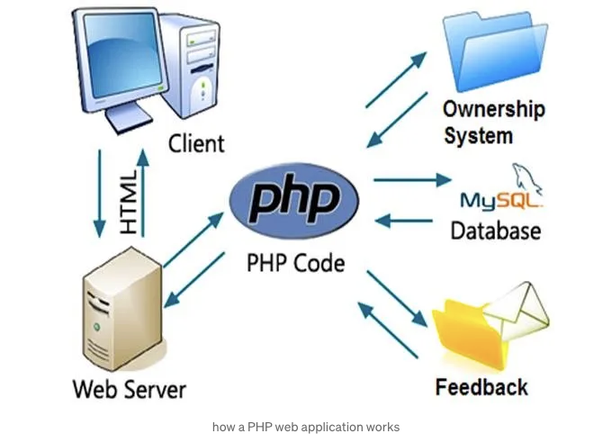 Client
HTML
Web Server
php
PHP Code
Ownership
System
MySQL
Database
Feedback
how a PHP web application works